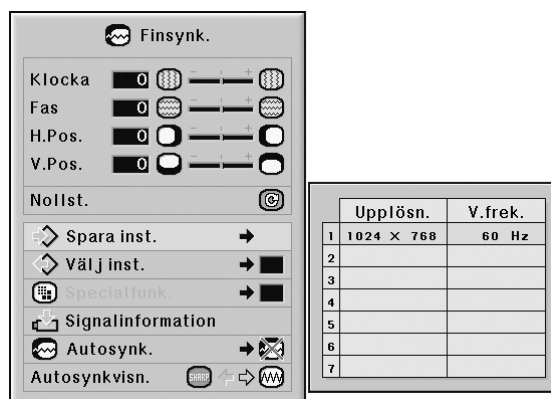 Finsynk.
Klocka 0 - +
Fas 0 - +
H.Pos. 0 - +
V.Pos. 0 - +
Nollst.
Spara inst.
Välj inst.
Specialfunk.
Signalinformation
Autosynk.
Autosynkvisn. SHARP
Upplösn. V.frek.
1 1024 × 768 60 Hz
2
3
4
5
6
7